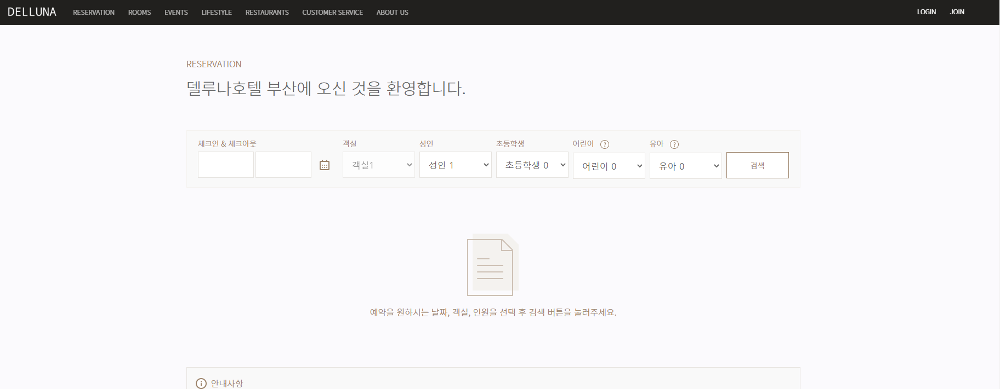 DELLUNA RESERVATION ROOMS EVENTS LIFESTYLE RESTAURANTS CUSTOMER SERVICE ABOUT US LOGIN JOIN
RESERVATION
델루나호텔 부산에 오신 것을 환영합니다.
체크인 & 체크아웃 객실 성인 초등학생 어린이 ? 유아 ?
객실1 성인 1 초등학생 0 어린이 0 유아 0 검색
예약을 원하시는 날짜, 객실, 인원을 선택 후 검색 버튼을 눌러주세요.
안내사항